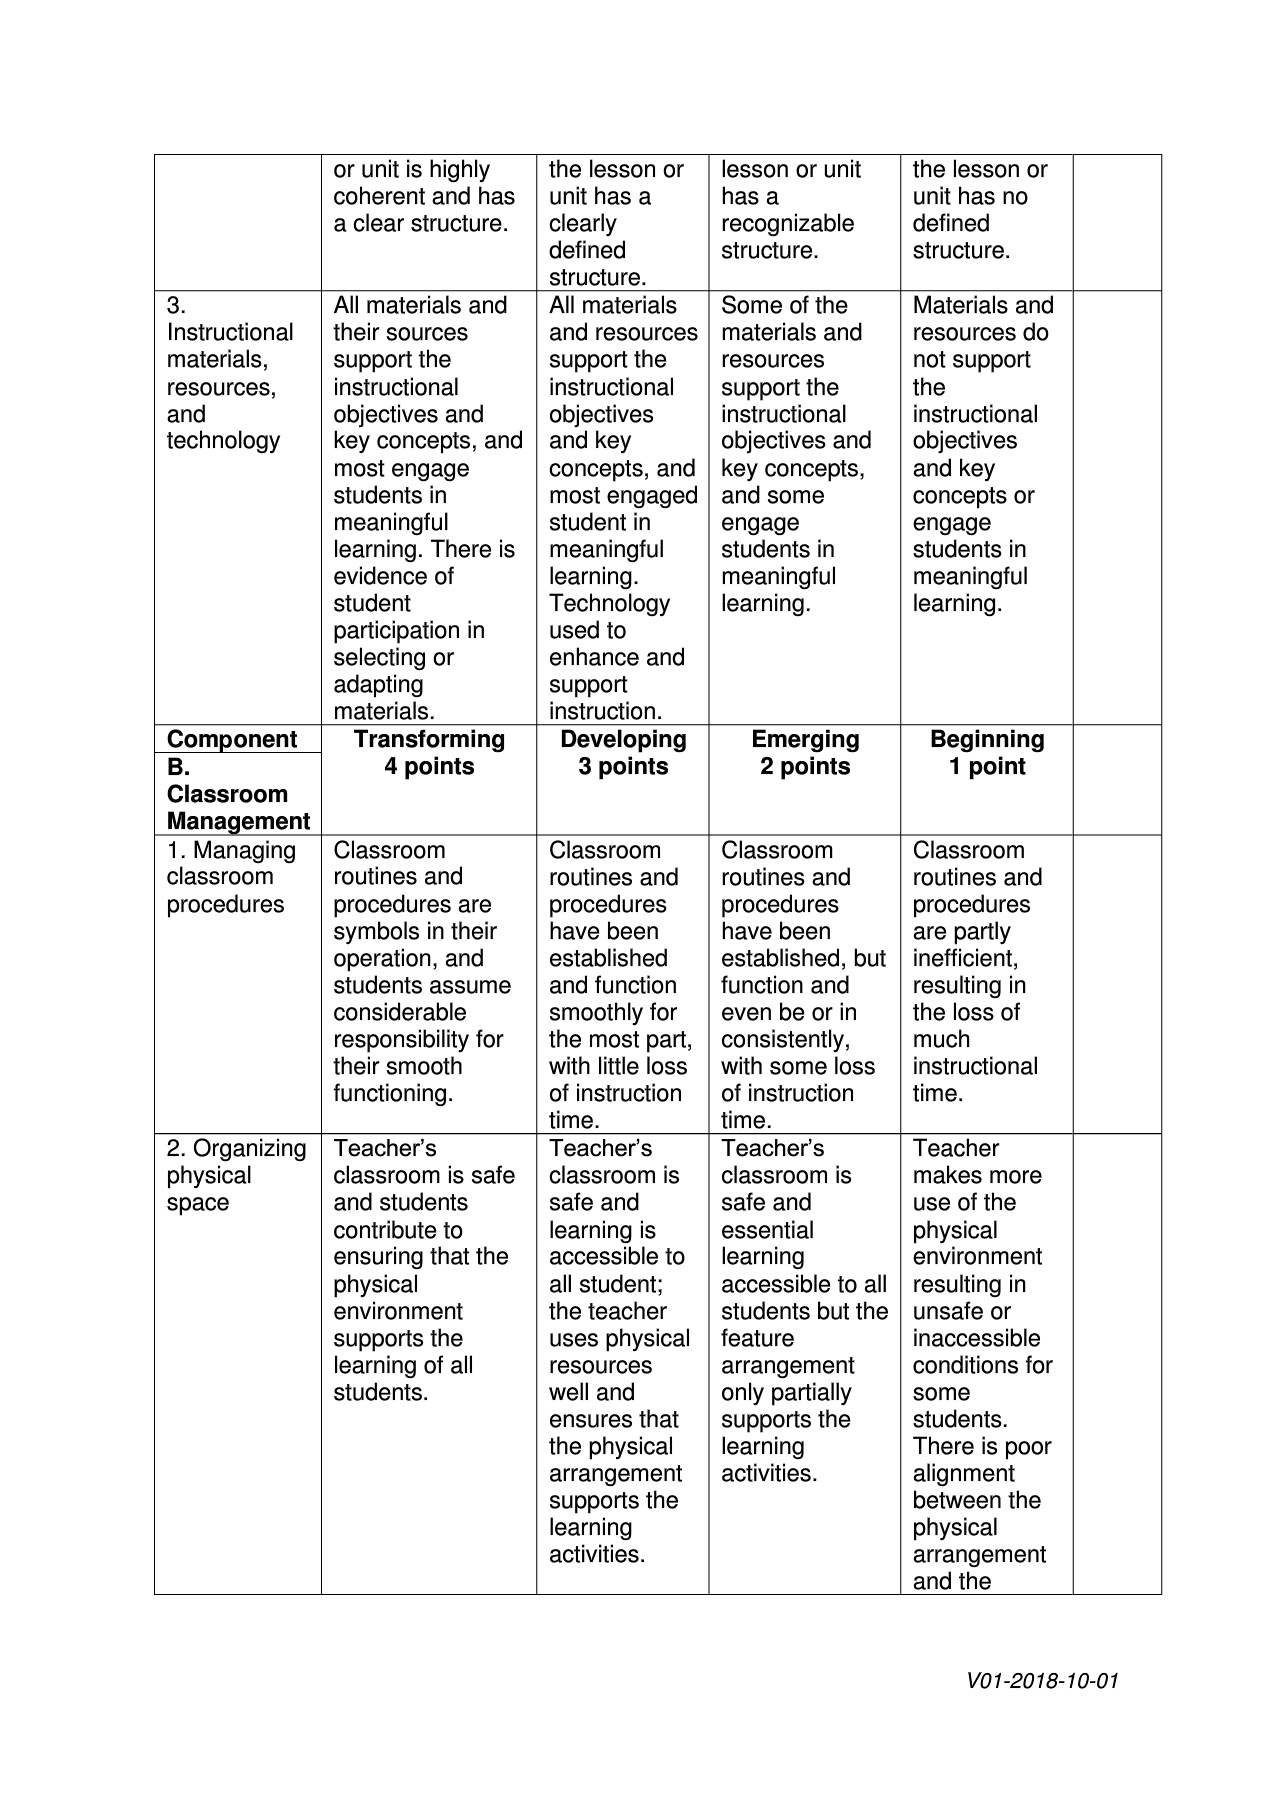 or unit is highly
coherent and has
a clear structure.
the lesson or
unit has a
clearly
defined
structure.
lesson or unit
has a
recognizable
structure.
the lesson or
unit has no
defined
structure.
3.
Instructional
materials,
resources,
and
technology
All materials and
their sources
support the
instructional
objectives and
key concepts, and
most engage
students in
meaningful
learning. There is
evidence of
student
participation in
selecting or
adapting
materials.
All materials
and resources
support the
instructional
objectives
and key
concepts, and
most engaged
student in
meaningful
learning.
Technology
used to
enhance and
support
instruction.
Some of the
materials and
resources
support the
instructional
objectives and
key concepts,
and some
engage
students in
meaningful
learning.
Materials and
resources do
not support
the
instructional
objectives
and key
concepts or
engage
students in
meaningful
learning.
Component
B.
Classroom
Management
Transforming
4 points
Developing
3 points
Emerging
2 points
Beginning
1 point
1. Managing
classroom
procedures
Classroom
routines and
procedures are
symbols in their
operation, and
students assume
considerable
responsibility for
their smooth
functioning.
Classroom
routines and
procedures
have been
established
and function
smoothly for
the most part,
with little loss
of instruction
time.
Classroom
routines and
procedures
have been
established, but
function and
even be or in
consistently,
with some loss
of instruction
time.
Classroom
routines and
procedures
are partly
inefficient,
resulting in
the loss of
much
instructional
time.
2. Organizing
physical
space
Teacher’s
classroom is safe
and students
contribute to
ensuring that the
physical
environment
supports the
learning of all
students.
Teacher’s
classroom is
safe and
learning is
accessible to
all student;
the teacher
uses physical
resources
well and
ensures that
the physical
arrangement
supports the
learning
activities.
Teacher’s
classroom is
safe and
essential
learning
accessible to all
students but the
feature
arrangement
only partially
supports the
learning
activities.
Teacher
makes more
use of the
physical
environment
resulting in
unsafe or
inaccessible
conditions for
some
students.
There is poor
alignment
between the
physical
arrangement
and the
V01-2018-10-01